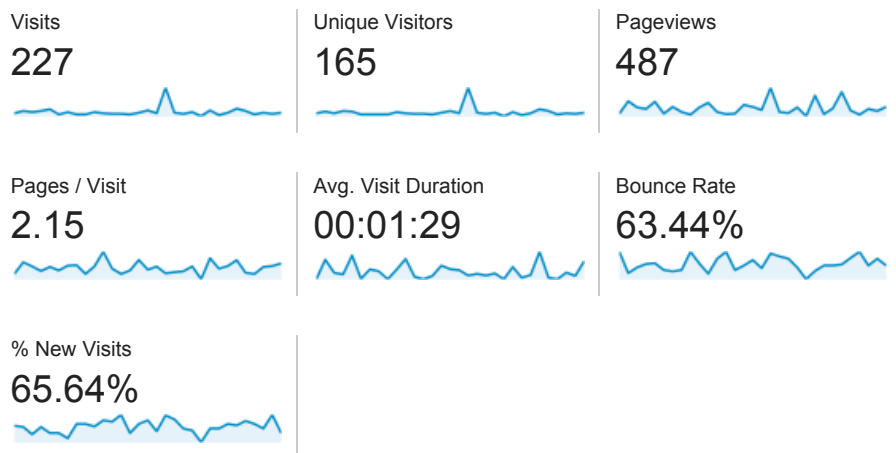 Visits
227
Unique Visitors
165
Pageviews
487
Pages / Visit
2.15
Avg. Visit Duration
00:01:29
Bounce Rate
63.44%
% New Visits
65.64%